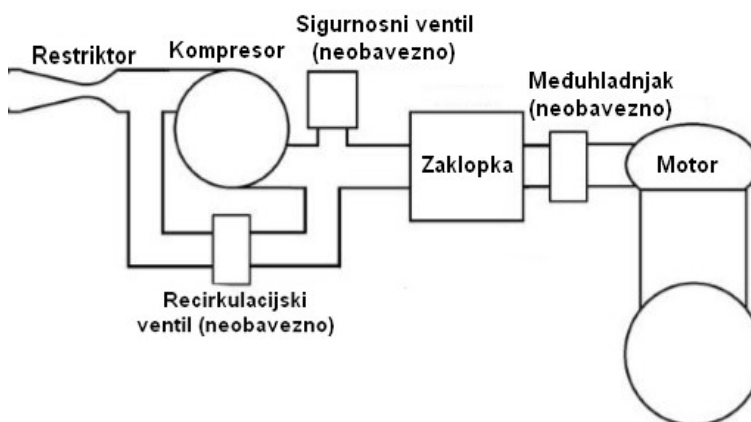 Sigurnosni ventil
(neobavezno)
Restriktor
Kompresor
Međuhladnjak
(neobavezno)
Zaklopka
Motor
Recirkulacijski
ventil (neobavezno)